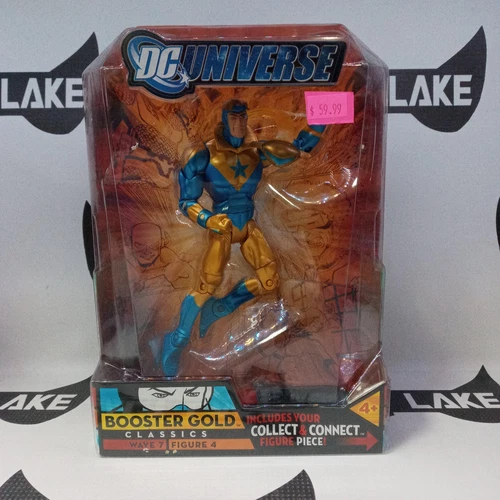 DC UNIVERSE
$ 59.99
LAKE
LAKE
LAKE
LAKE
BOOSTER GOLD
CLASSICS
WAVE 7 FIGURE 4
INCLUDES YOUR
COLLECT & CONNECT
FIGURE PIECE!
4+